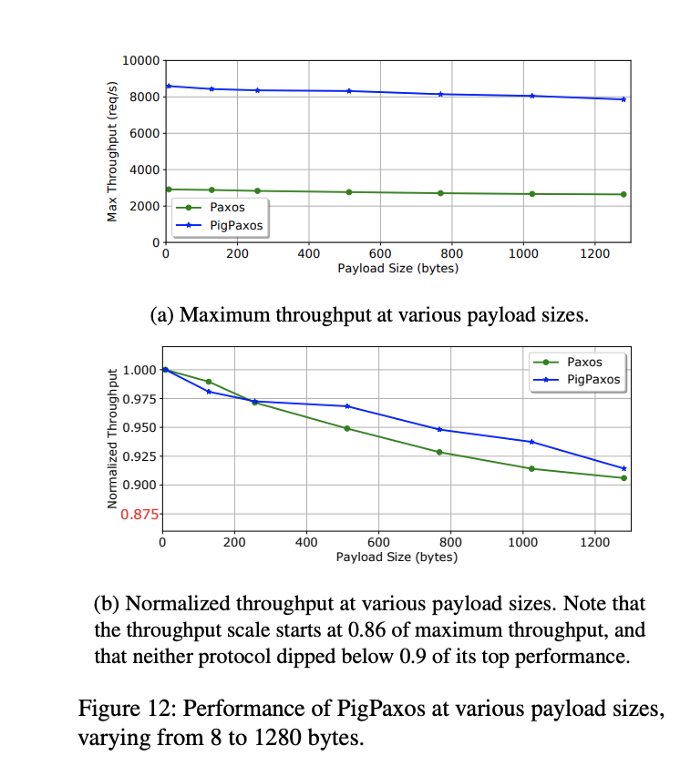 10000
8000
6000
4000
2000
0
Max Throughput (req/s)
Paxos
PigPaxos
0 200 400 600 800 1000 1200
Payload Size (bytes)
(a) Maximum throughput at various payload sizes.
1.000
0.975
0.950
0.925
0.900
0.875
Normalized Throughput
Paxos
PigPaxos
0 200 400 600 800 1000 1200
Payload Size (bytes)
(b) Normalized throughput at various payload sizes. Note that
the throughput scale starts at 0.86 of maximum throughput, and
that neither protocol dipped below 0.9 of its top performance.
Figure 12: Performance of PigPaxos at various payload sizes,
varying from 8 to 1280 bytes.